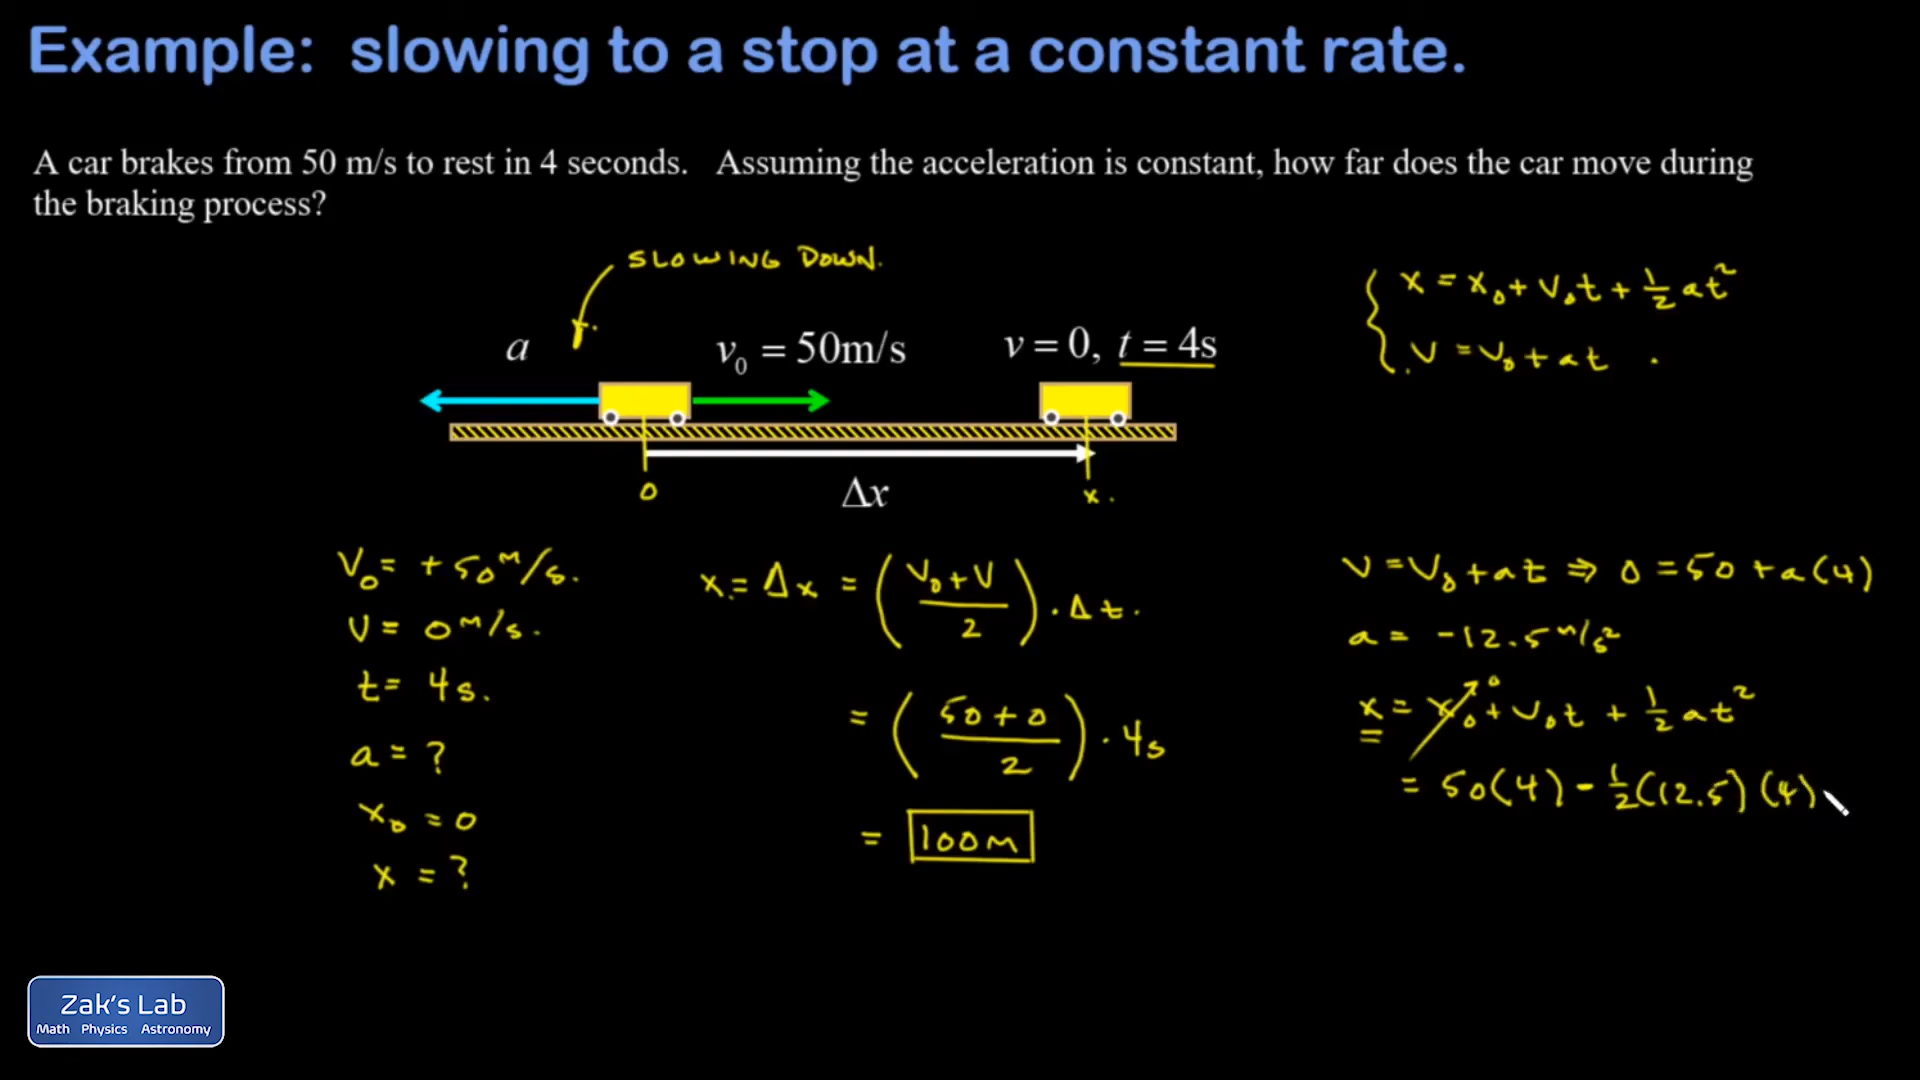 Example: slowing to a stop at a constant rate.
A car brakes from 50 m/s to rest in 4 seconds. Assuming the acceleration is constant, how far does the car move during
the braking process?
SLOWING DOWN.
a
v₀ = 50m/s
v = 0, t = 4s
0
Δx
x.
x = x₀ + v₀t + ½at²
v = v₀ + at .
V₀ = +50 m/s.
V = 0 m/s.
t = 4s.
a = ?
x₀ = 0
x = ?
x = Δx = ((V₀ + V)/2) · Δt.
= ((50 + 0)/2) · 4s
= 100M
V = V₀ + at ⇒ 0 = 50 + a(4)
a = -12.5 m/s²
x = x₀ 0 + v₀t + ½at²
= 50(4) - ½(12.5)(4)
Zak's Lab
Math Physics Astronomy